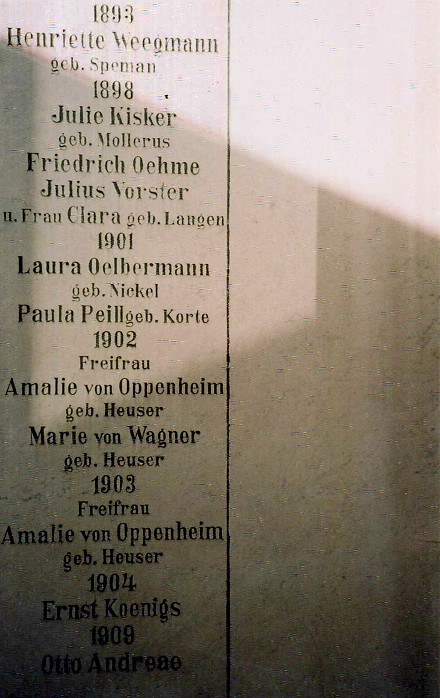 1893
Henriette Weegmann
geb. Speman
1898
Julie Kisker
geb. Mollerus
Friedrich Oehme
Julius Vorster
u. Frau Clara geb. Langen
1901
Laura Oelbermann
geb. Nickel
Paula Peill geb. Korte
1902
Freifrau
Amalie von Oppenheim
geb. Heuser
Marie von Wagner
geb. Heuser
1903
Freifrau
Amalie von Oppenheim
geb. Heuser
1904
Ernst Koenigs
1909
Otto Andreae